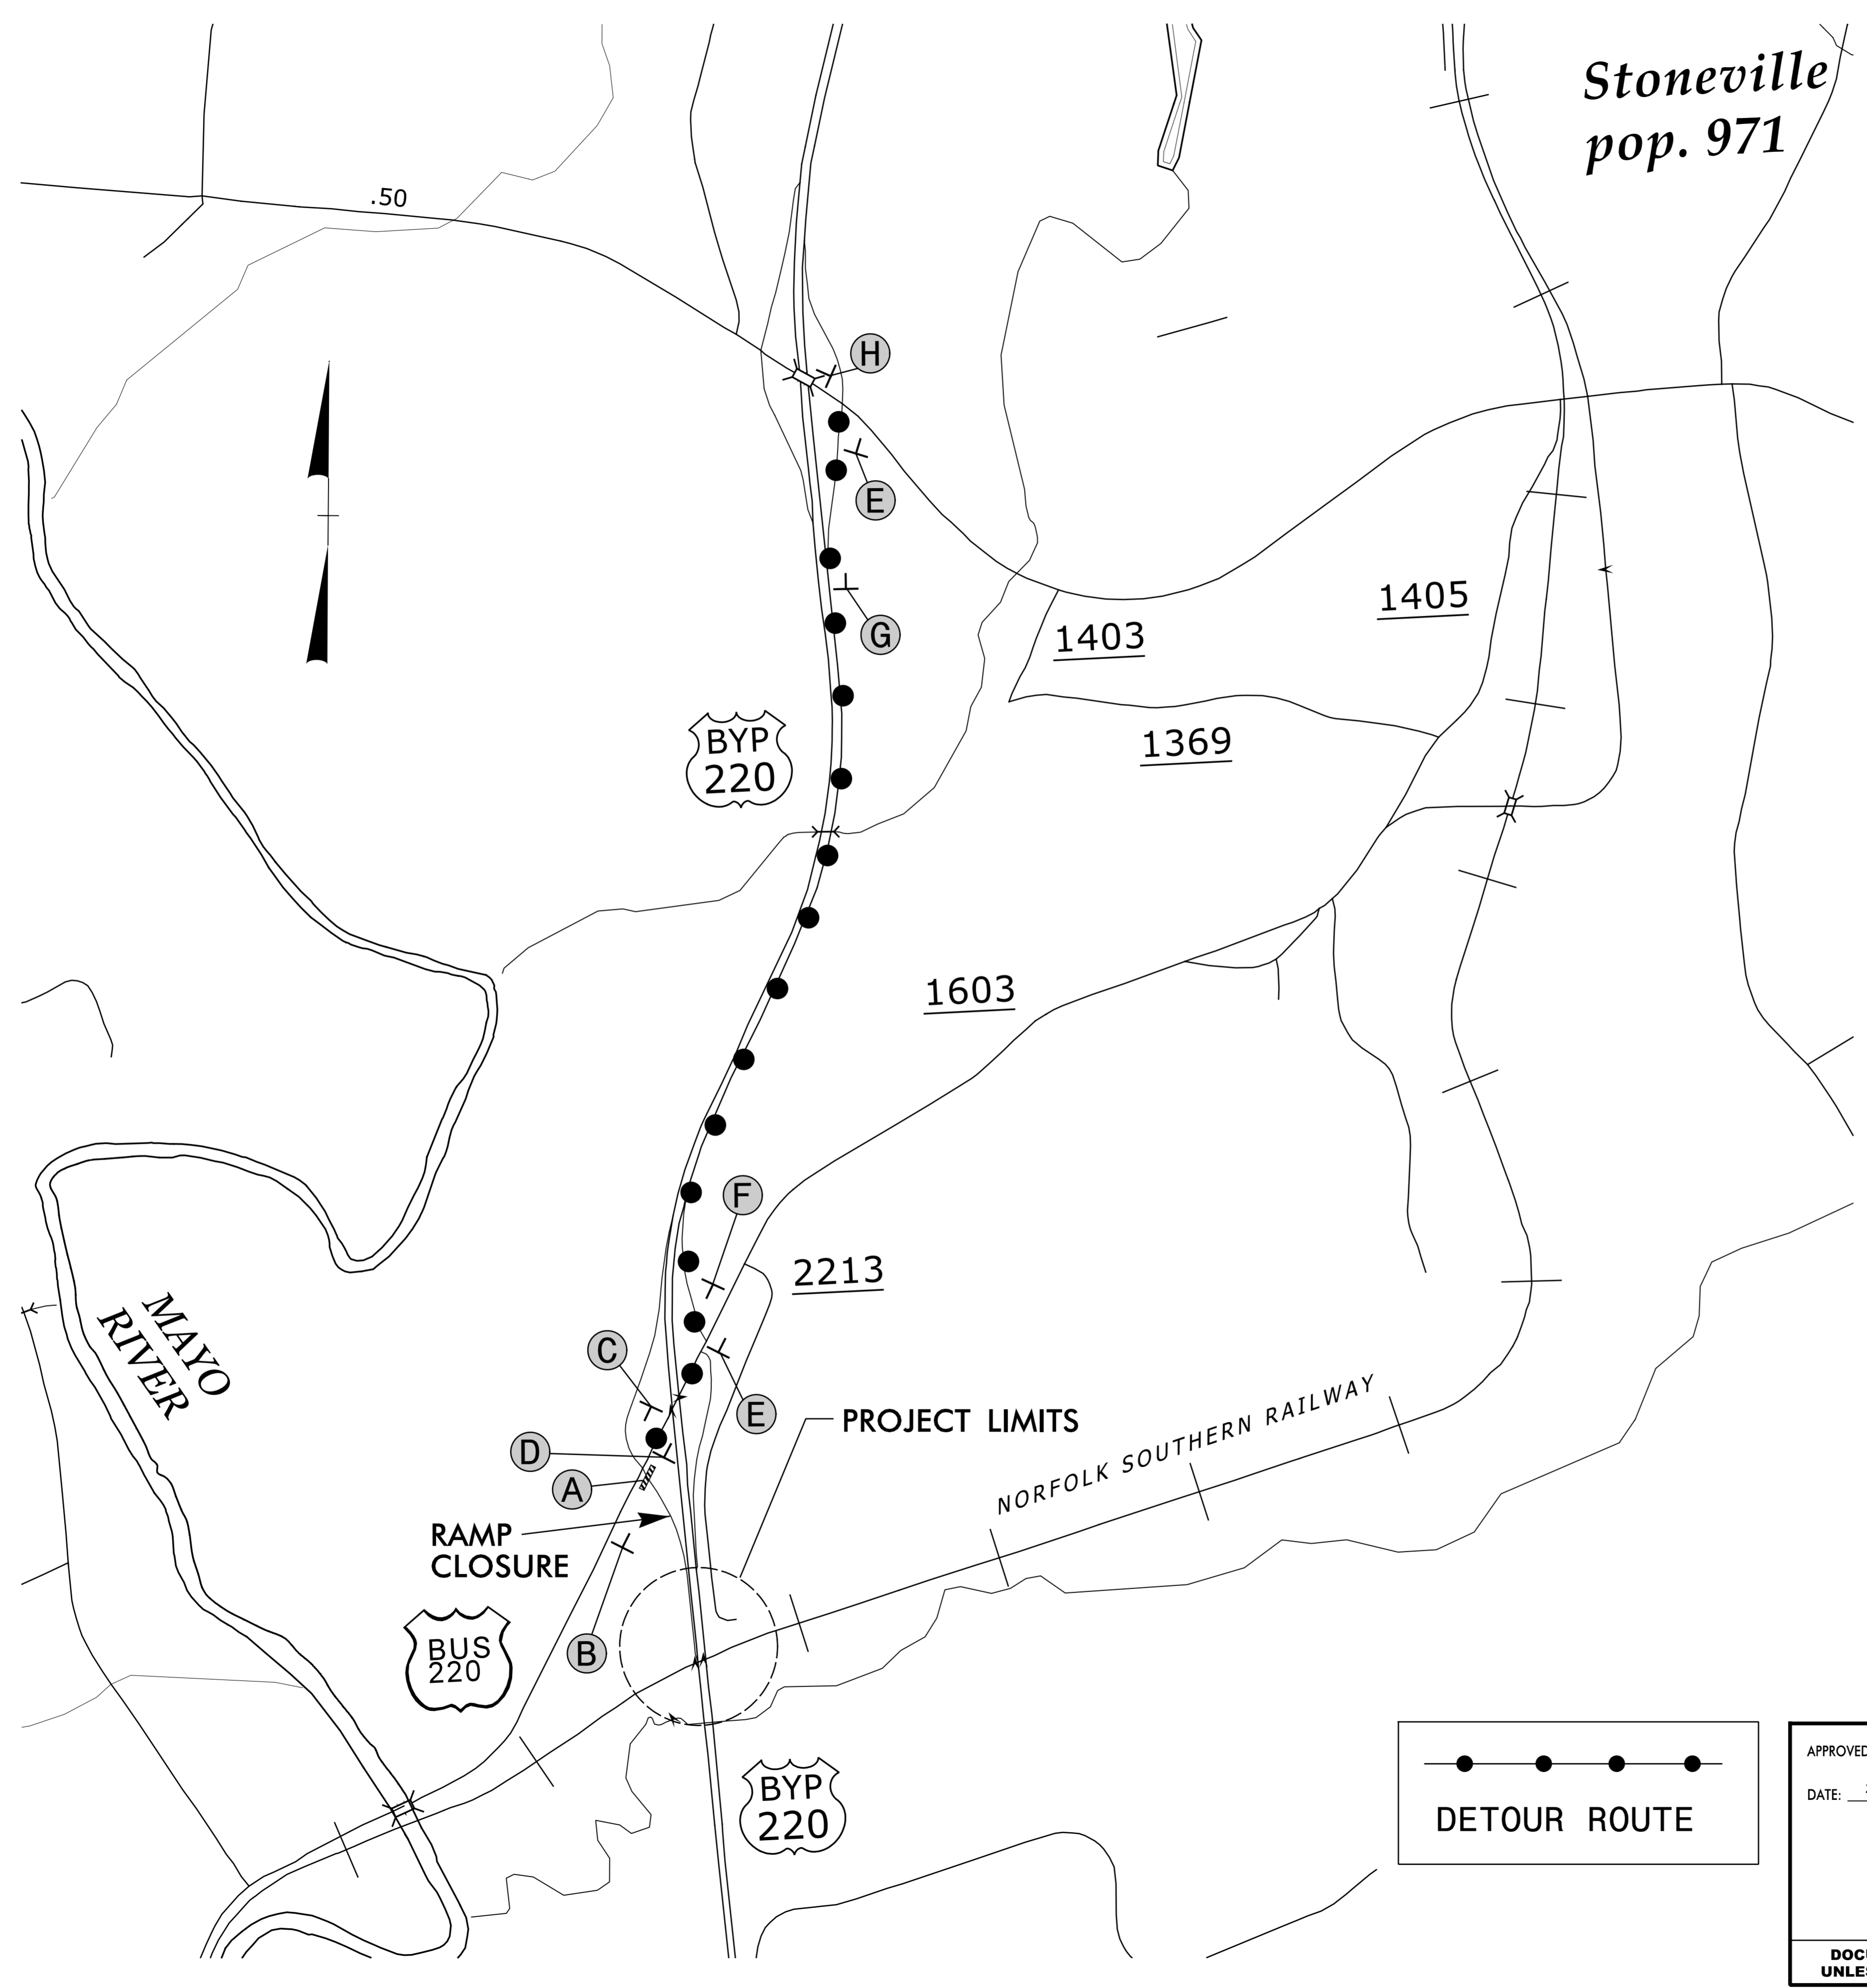 Stoneville
pop. 971
.50
H
E
G
1405
1403
1369
BYP
220
1603
F
2213
MAYO
RIVER
C
E
D
A
PROJECT LIMITS
NORFOLK SOUTHERN RAILWAY
RAMP
CLOSURE
B
BUS
220
BYP
220
DETOUR ROUTE
APPROVED
DATE: